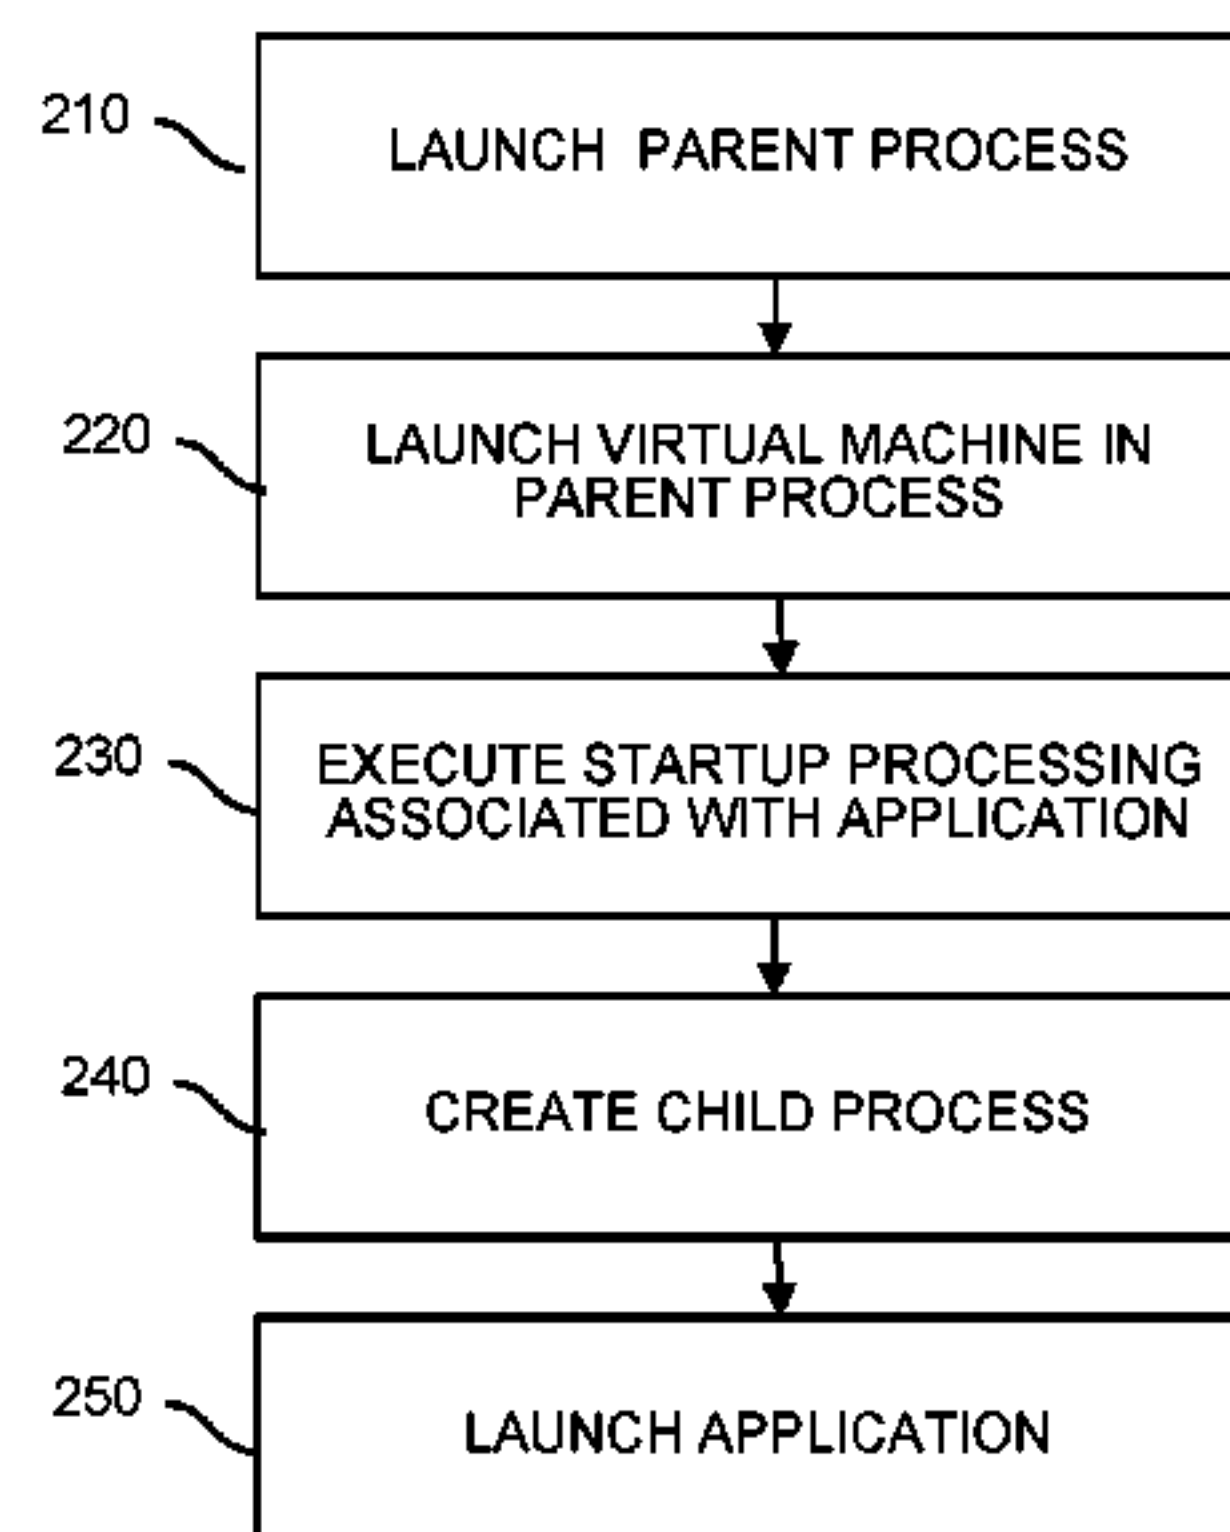 210
LAUNCH PARENT PROCESS
220
LAUNCH VIRTUAL MACHINE IN
PARENT PROCESS
230
EXECUTE STARTUP PROCESSING
ASSOCIATED WITH APPLICATION
240
CREATE CHILD PROCESS
250
LAUNCH APPLICATION